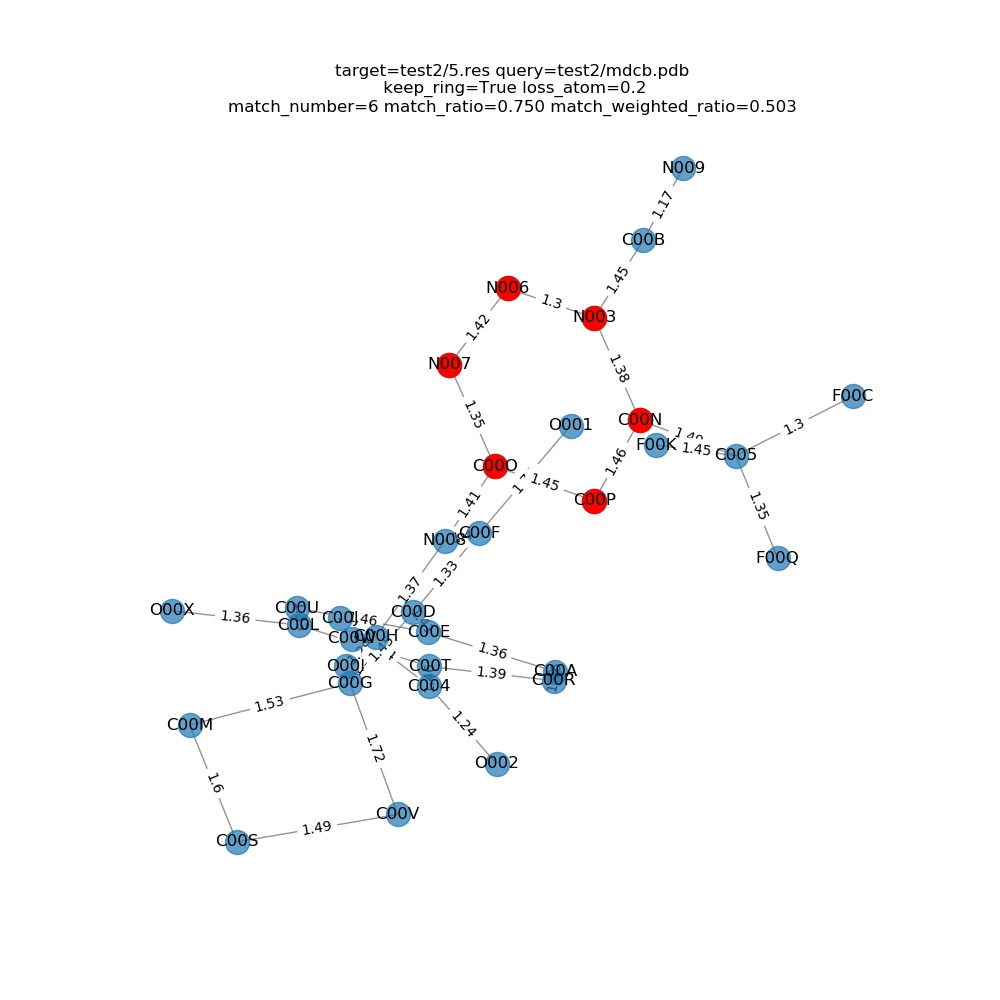 target=test2/5.res query=test2/mdcb.pdb
keep_ring=True loss_atom=0.2
match_number=6 match_ratio=0.750 match_weighted_ratio=0.503
N009
1.17
C00B
1.45
N006
1.3
N003
1.42
1.38
N007
F00C
1.35
1.3
C00N
O001
F00K
1.45
C005
C00O
1.46
1.45
C00P
1.35
1.41
N008
C00F
F00Q
1.33
1.37
O00X
1.36
C00U
C00L
C00J
1.46
C00D
C00E
C00W
C00H
1.36
O00J
C00G
C00T
C004
1.39
C00A
C00R
1.53
C00M
1.24
1.72
O002
1.6
C00V
1.49
C00S